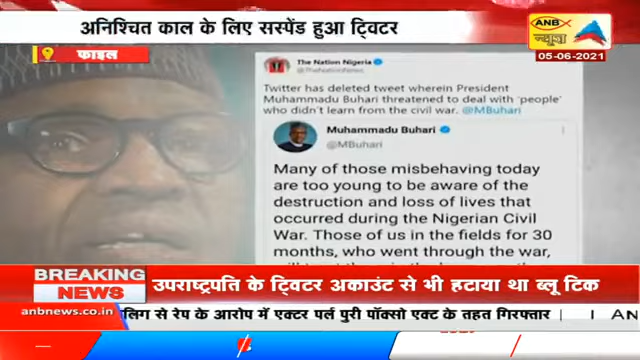 अनिश्चित काल के लिए सस्पेंड हुआ ट्विटर
ANB
न्यूज़
05-06-2021
फाइल
The Nation Nigeria
@TheNationNews
Twitter has deleted tweet wherein President
Muhammadu Buhari threatened to deal with 'people'
who didn't learn from the civil war. @MBuhari
Muhammadu Buhari
@MBuhari
Many of those misbehaving today
are too young to be aware of the
destruction and loss of lives that
occurred during the Nigerian Civil
War. Those of us in the fields for 30
months, who went through the war,
BREAKING
NEWS
उपराष्ट्रपति के ट्विटर अकाउंट से भी हटाया था ब्लू टिक
anbnews.co.in
लिग से रेप के आरोप में एक्टर पर्ल पुरी पॉक्सो एक्ट के तहत गिरफ्तार